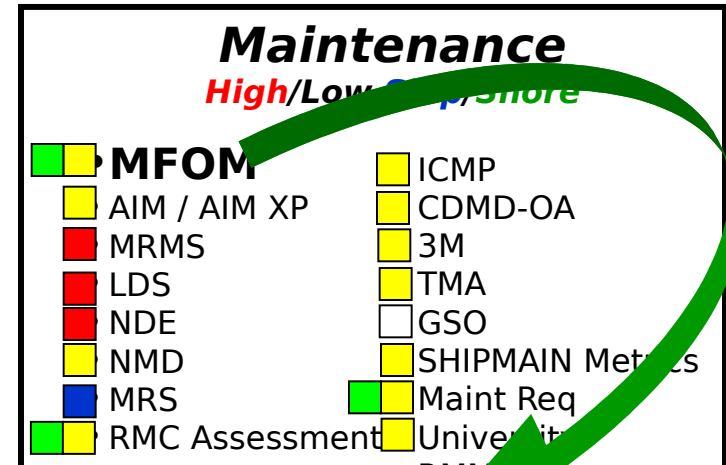 Maintenance
High/Low
MFOM
AIM / AIM XP
MRMS
LDS
NDE
NMD
MRS
RMC Assessment
ICMP
CDMD-OA
3M
TMA
GSO
SHIPMAIN Metrics
Maint Req
University